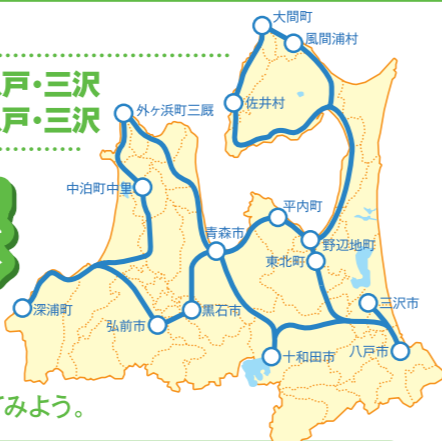 戸・三沢
戸・三沢
大間町
風間浦村
佐井村
外ヶ浜町三厩
中泊町中里
平内町
青森市
野辺地町
東北町
深浦町
弘前市
黒石市
三沢市
十和田市
八戸市
みよう。